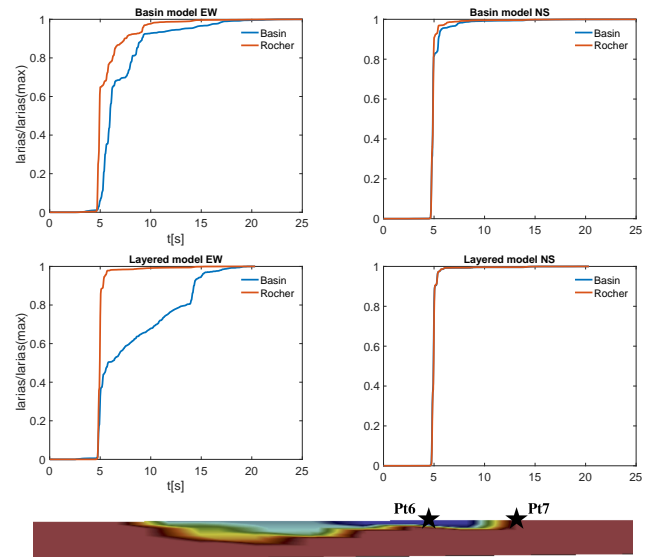 Basin model EW
Iarias/Iarias(max)
1
0.8
0.6
0.4
0.2
0
0 5 10 15 20 25
t[s]
Basin
Rocher
Basin model NS
1
0.8
0.6
0.4
0.2
0
0 5 10 15 20 25
Basin
Rocher
Layered model EW
Iarias/Iarias(max)
1
0.8
0.6
0.4
0.2
0
0 5 10 15 20 25
t[s]
Basin
Rocher
Layered model NS
1
0.8
0.6
0.4
0.2
0
0 5 10 15 20 25
Basin
Rocher
Pt6 Pt7